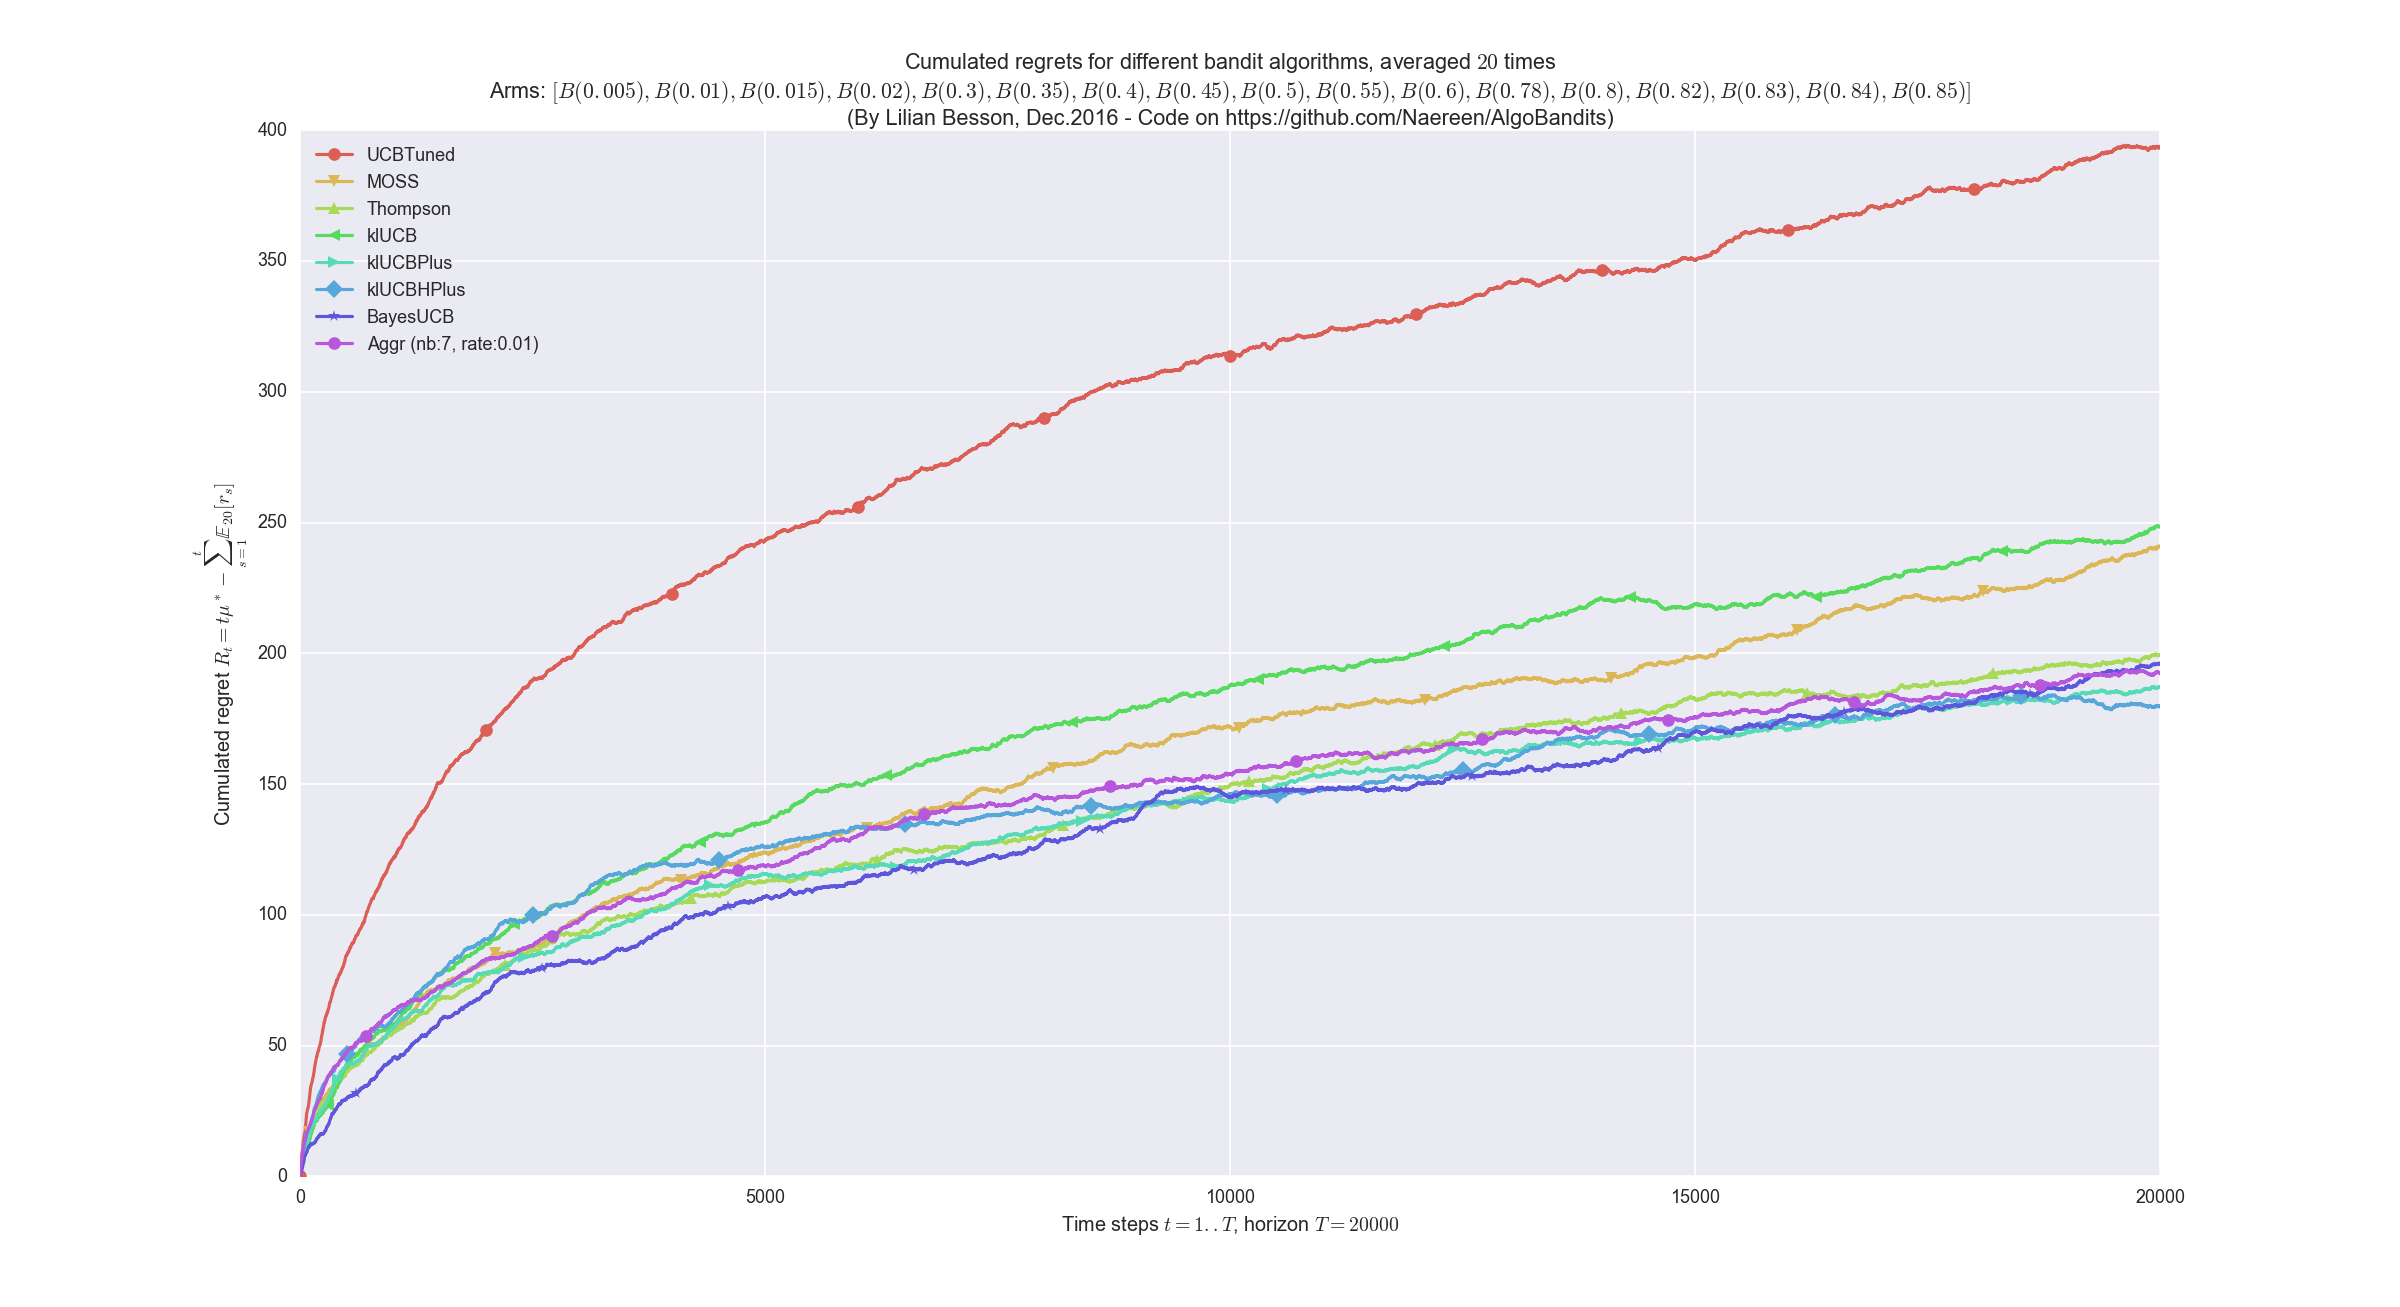 Cumulated regrets for different bandit algorithms, averaged 20 times
Arms: [B(0.005), B(0.01), B(0.015), B(0.02), B(0.3), B(0.35), B(0.4), B(0.45), B(0.5), B(0.55), B(0.6), B(0.78), B(0.8), B(0.82), B(0.83), B(0.84), B(0.85)]
(By Lilian Besson, Dec.2016 - Code on https://github.com/Naereen/AlgoBandits)
UCBTuned
MOSS
Thompson
klUCB
klUCBPlus
klUCBHPlus
BayesUCB
Aggr (nb:7, rate:0.01)
400
350
300
250
200
150
100
50
0
Cumulated regret R_t = tμ* − ∑_{s=1}^{t} 𝔼_{20}[r_s]
0
5000
10000
15000
20000
Time steps t = 1..T, horizon T = 20000